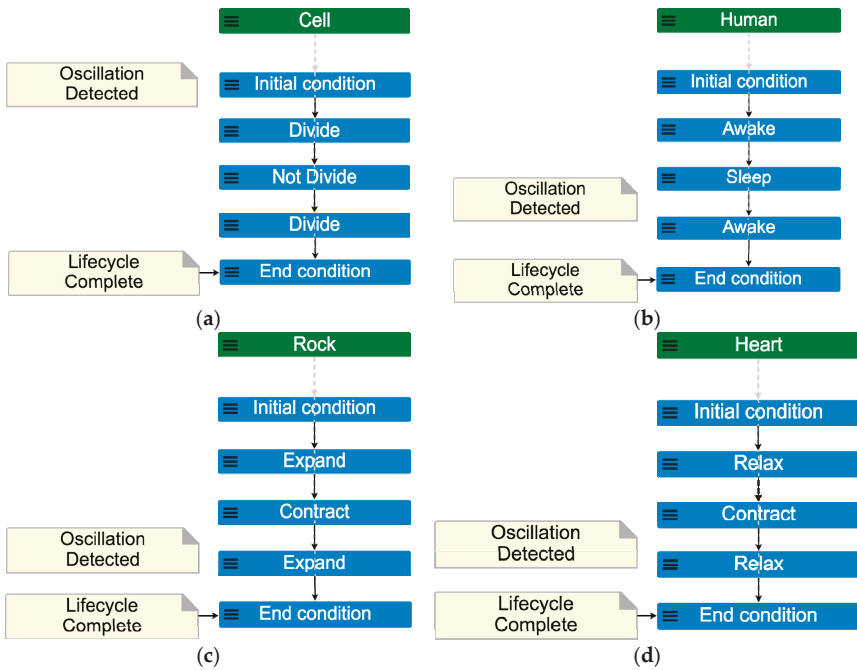 Cell
Oscillation
Detected
Initial condition
Divide
Not Divide
Divide
Lifecycle
Complete
End condition
(a)
Human
Initial condition
Awake
Sleep
Oscillation
Detected
Awake
Lifecycle
Complete
End condition
(b)
Rock
Initial condition
Expand
Contract
Oscillation
Detected
Expand
Lifecycle
Complete
End condition
(c)
Heart
Initial condition
Relax
Contract
Oscillation
Detected
Relax
Lifecycle
Complete
End condition
(d)